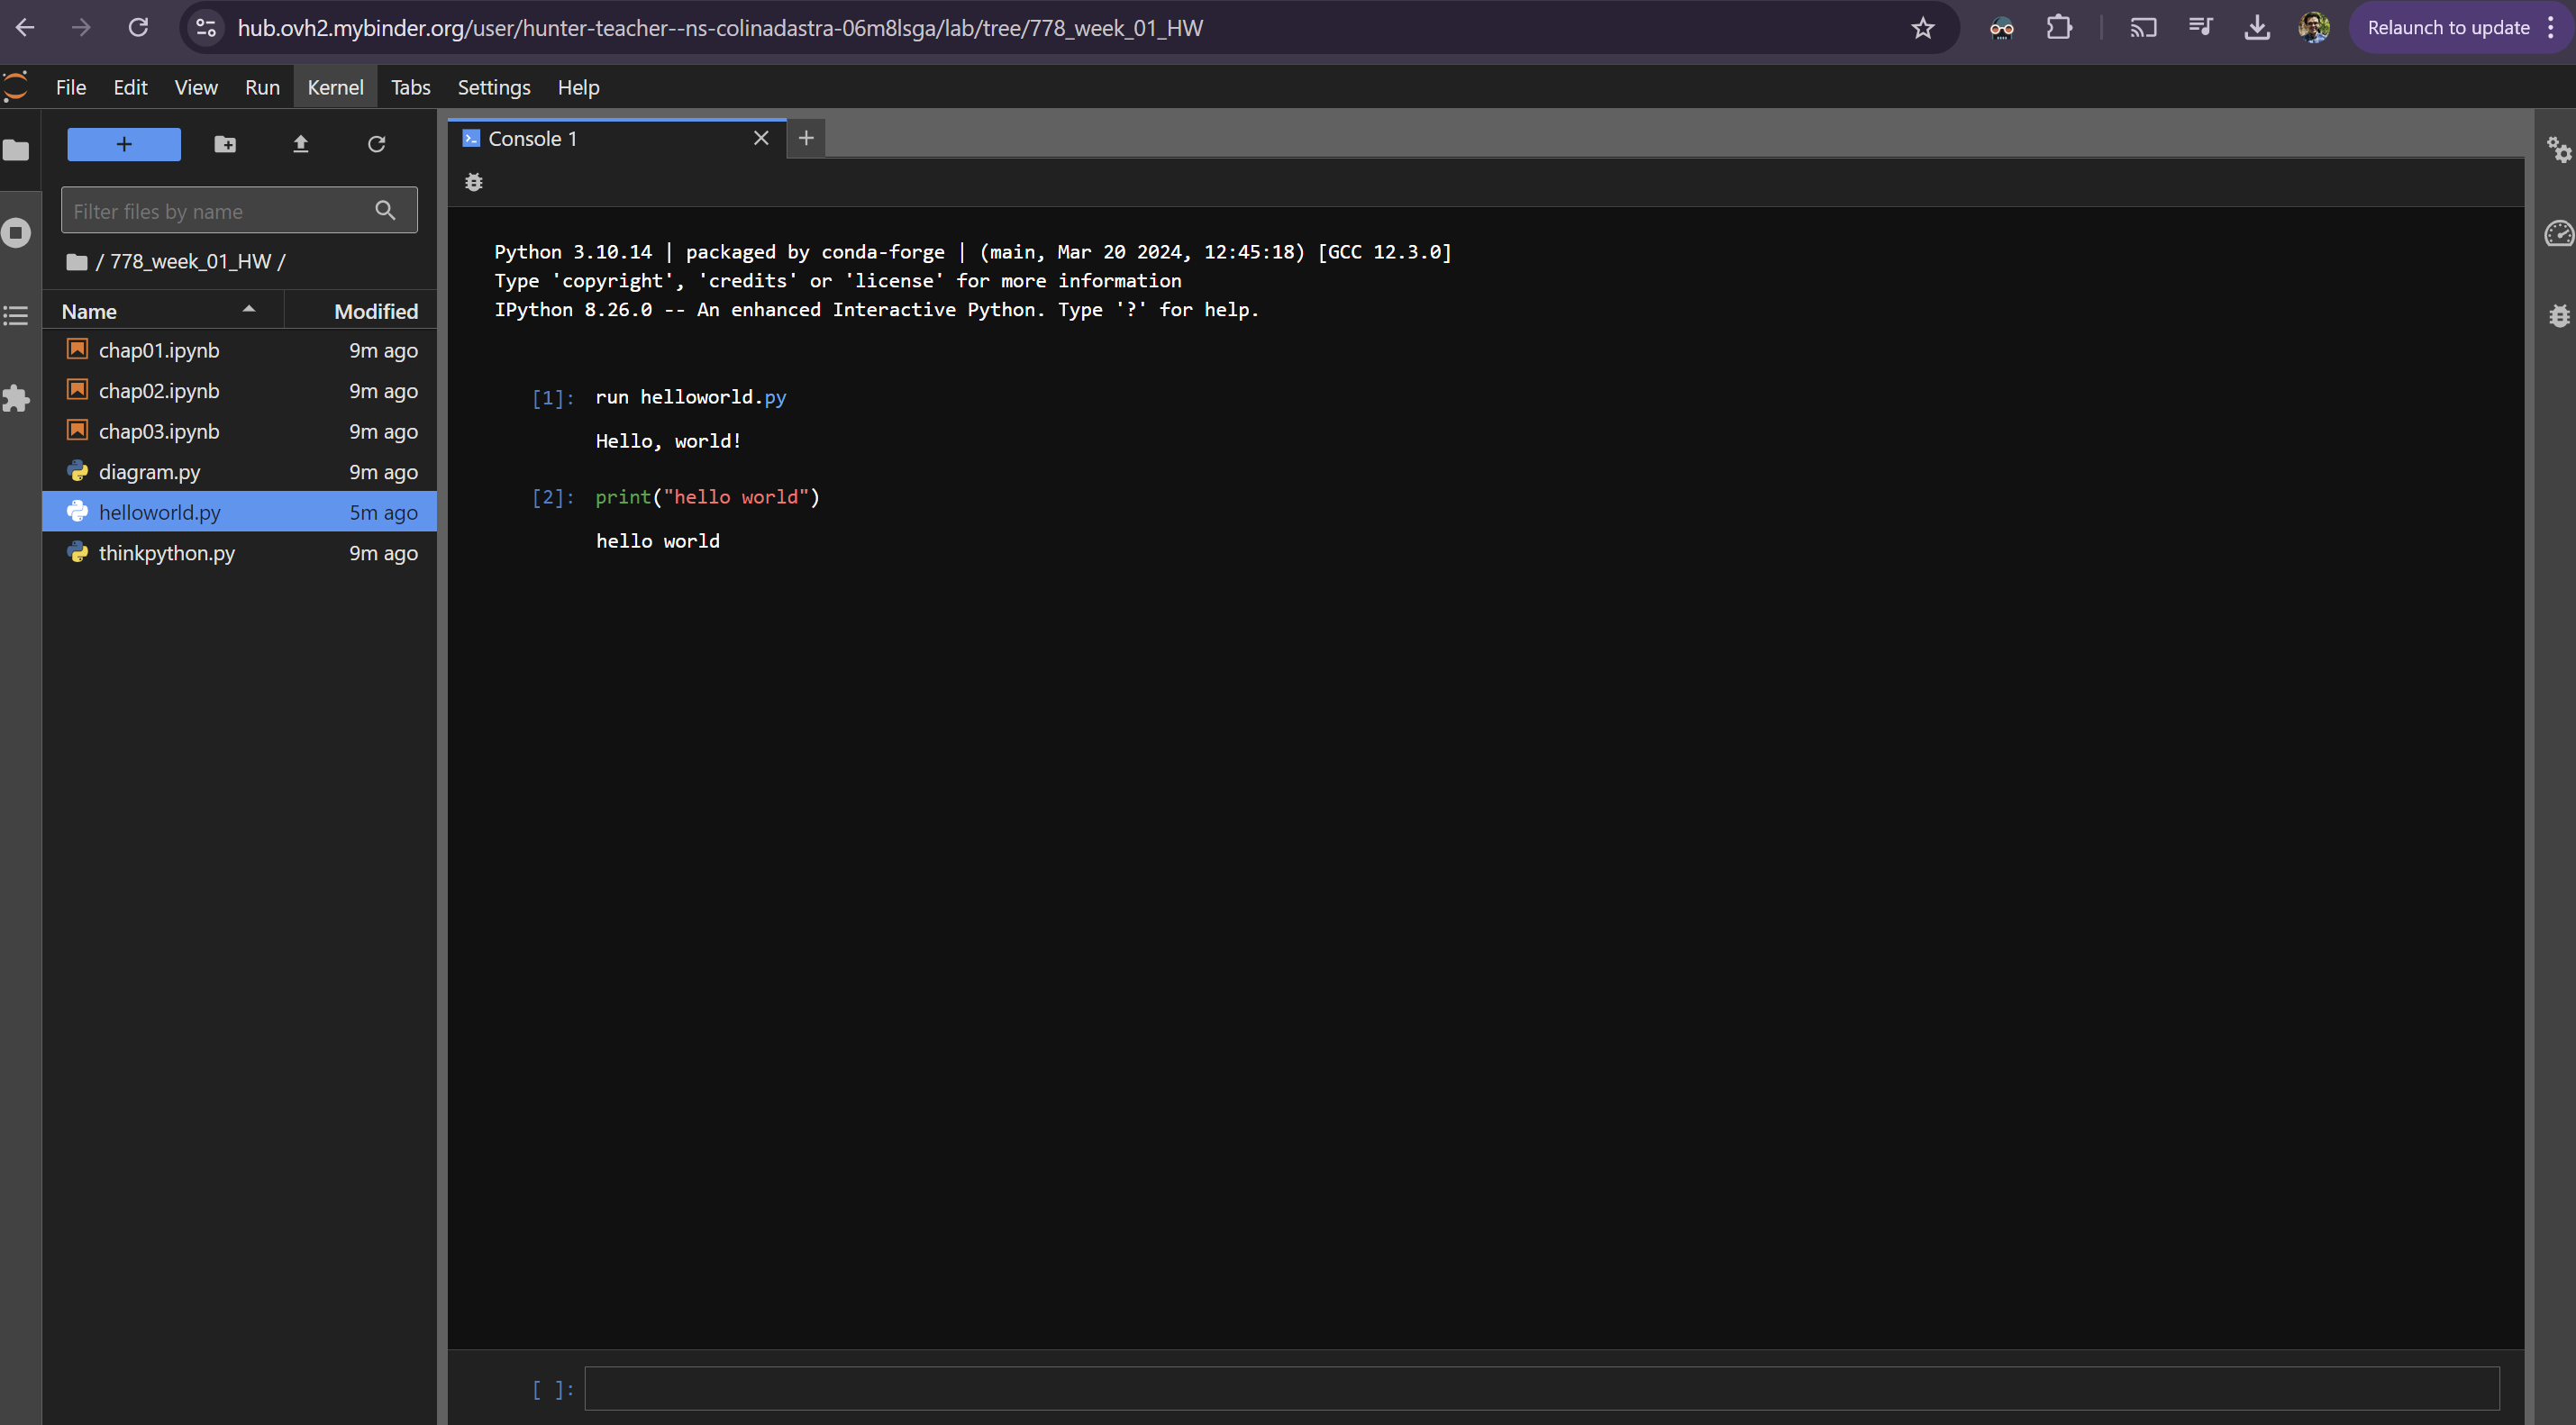 hub.ovh2.mybinder.org/user/hunter-teacher--ns-colinadastra-06m8lsga/lab/tree/778_week_01_HW
Relaunch to update
File Edit View Run Kernel Tabs Settings Help
+
Console 1
Filter files by name
/ 778_week_01_HW /
Name Modified
chap01.ipynb 9m ago
chap02.ipynb 9m ago
chap03.ipynb 9m ago
diagram.py 9m ago
helloworld.py 5m ago
thinkpython.py 9m ago
Python 3.10.14 | packaged by conda-forge | (main, Mar 20 2024, 12:45:18) [GCC 12.3.0]
Type 'copyright', 'credits' or 'license' for more information
IPython 8.26.0 -- An enhanced Interactive Python. Type '?' for help.
[1]: run helloworld.py
Hello, world!
[2]: print("hello world")
hello world
[ ]: